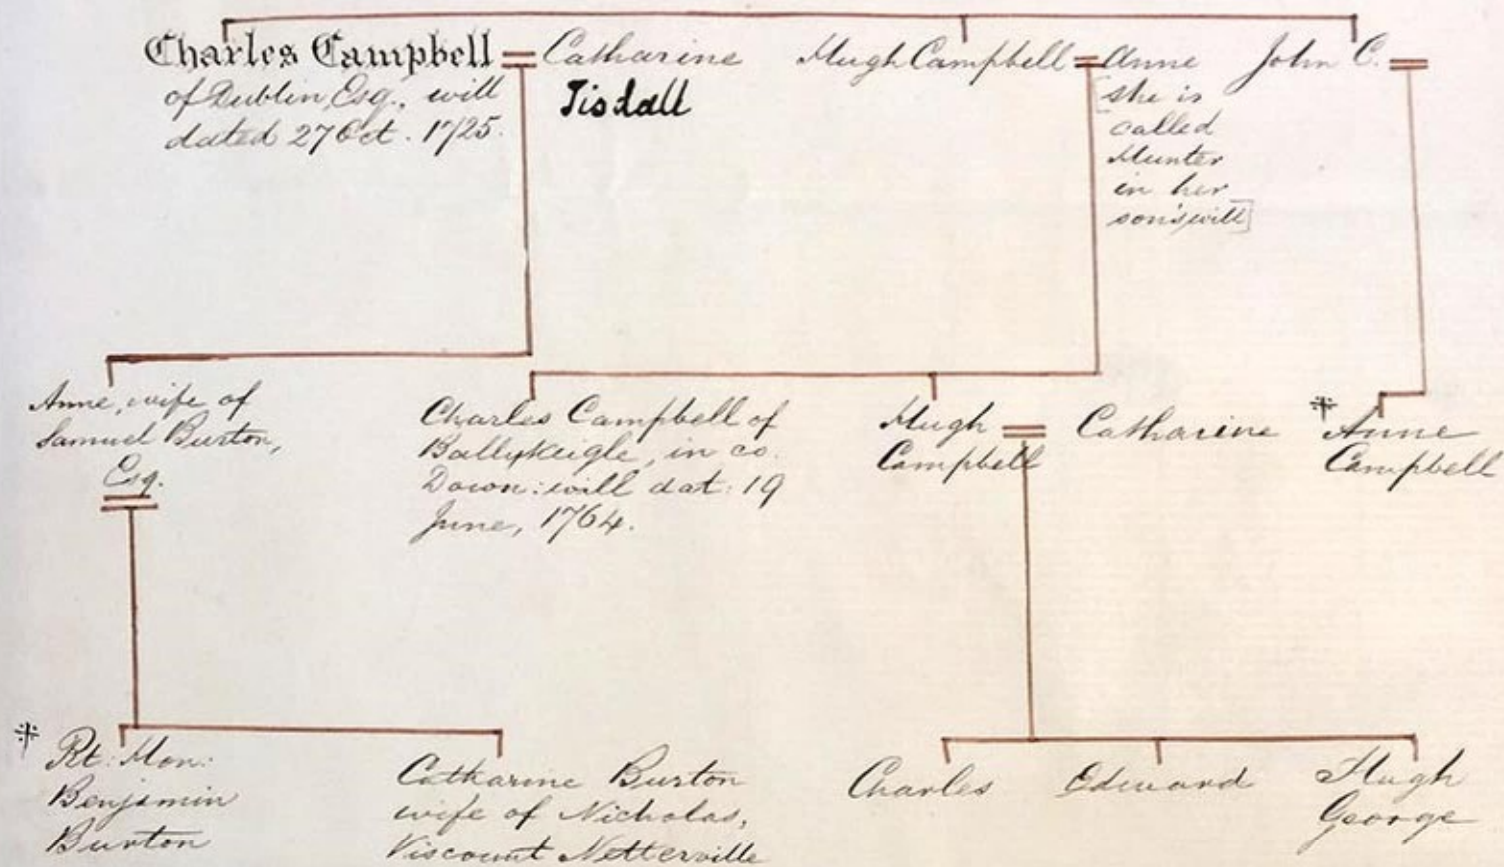 Charles Campbell = Catharine
Tisdall
of Dublin, Esq., will
dated 27 Oct. 1725.
Hugh Campbell = Anne
[she is
called
Hunter
in her
son's will]
John C. =
Anne, wife of
Samuel Burton,
Esq.
Charles Campbell of
Ballykeigle, in co.
Down: will dat: 19
June, 1764.
Hugh = Catharine
Campbell
* Anne
Campbell
* Rt. Hon:
Benjamin
Burton
Catharine Burton
wife of Nicholas,
Viscount Netterville
Charles
Edward
Hugh
George